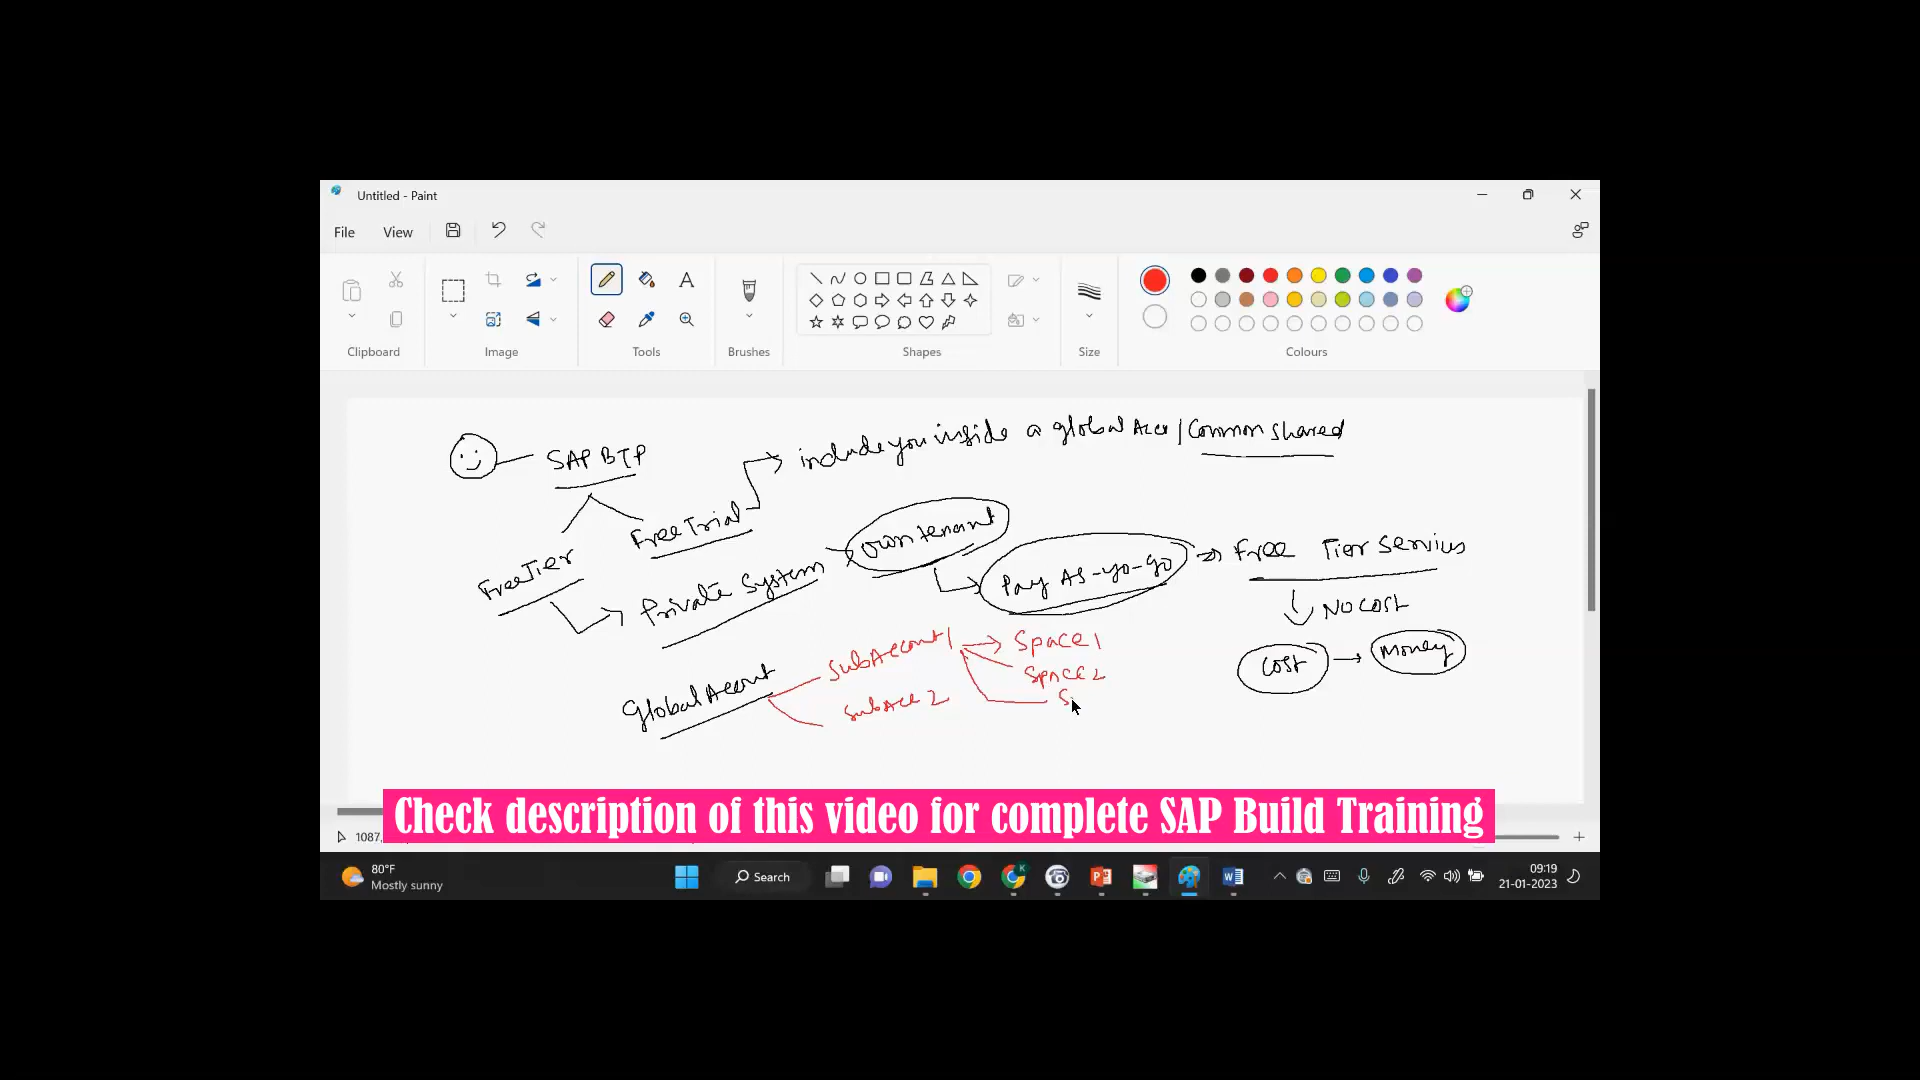 Untitled - Paint
File View
Clipboard Image Tools Brushes Shapes Size Colours
include you inside a global Acc / Common shared
SAP BTP
Free Trial
own tenant
Free Tier
Private System
Pay As-yo-go
Free Tier Services
No cost
Cost
Money
Global Account
SubAccount 1
Space 1
Space 2
S
SubAcc 2
Check description of this video for complete SAP Build Training
1087,
80°F
Mostly sunny
Search
09:19
21-01-2023